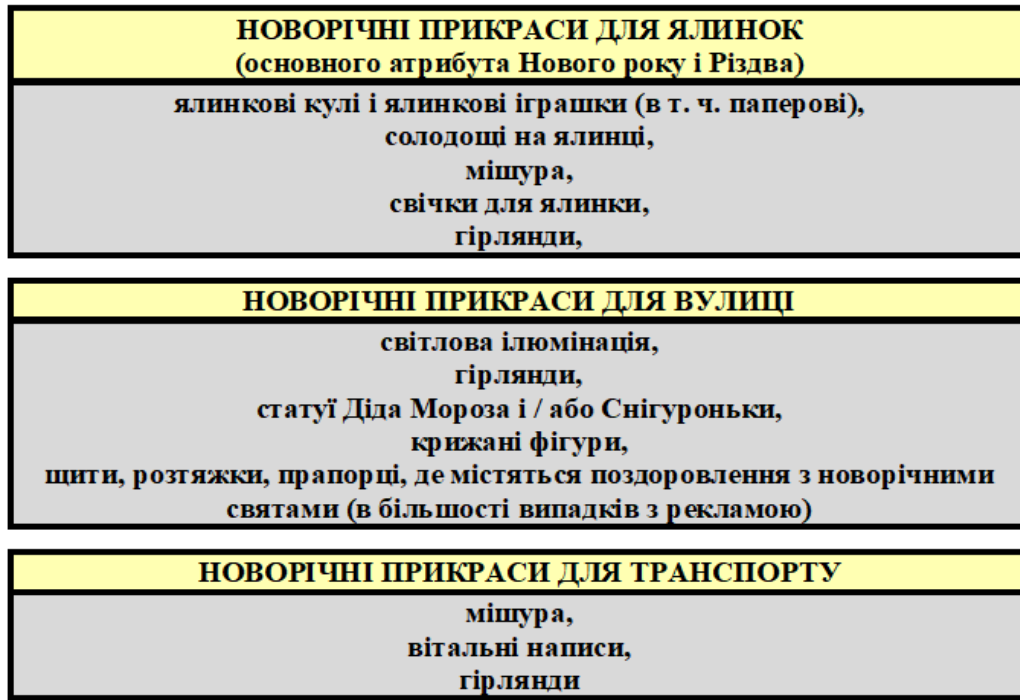 НОВОРІЧНІ ПРИКРАСИ ДЛЯ ЯЛИНОК
(основного атрибута Нового року і Різдва)
ялинкові кулі і ялинкові іграшки (в т. ч. паперові),
солодощі на ялинці,
мішура,
свічки для ялинки,
гірлянди,
НОВОРІЧНІ ПРИКРАСИ ДЛЯ ВУЛИЦІ
світлова ілюмінація,
гірлянди,
статуї Діда Мороза і / або Снігуроньки,
крижані фігури,
щити, розтяжки, прапорці, де містяться поздоровлення з новорічними
святами (в більшості випадків з рекламою)
НОВОРІЧНІ ПРИКРАСИ ДЛЯ ТРАНСПОРТУ
мішура,
вітальні написи,
гірлянди